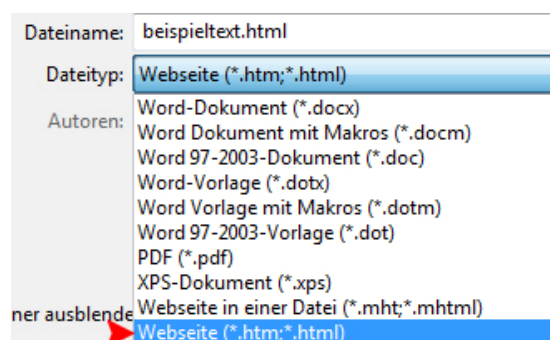 Dateiname: beispieltext.html
Dateityp: Webseite (*.htm;*.html)
Autoren:
Word-Dokument (*.docx)
Word Dokument mit Makros (*.docm)
Word 97-2003-Dokument (*.doc)
Word-Vorlage (*.dotx)
Word Vorlage mit Makros (*.dotm)
Word 97-2003-Vorlage (*.dot)
PDF (*.pdf)
XPS-Dokument (*.xps)
Webseite in einer Datei (*.mht;*.mhtml)
ner ausblende
Webseite (*.htm;*.html)